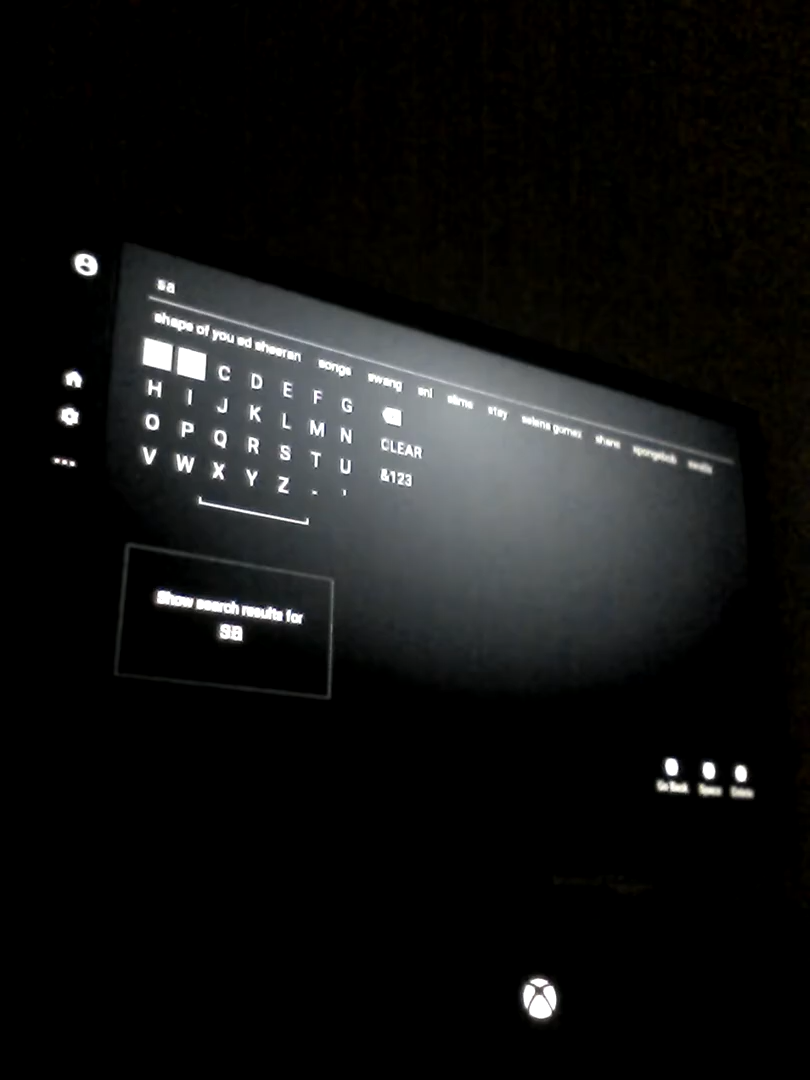 sa
shape of you ed sheeran songs swang snl slime stay selena gomez share spongebob
C D E F G
H I J K L M N CLEAR
O P Q R S T U &123
V W X Y Z - '
Show search results for
sa
Go Back Space Delete